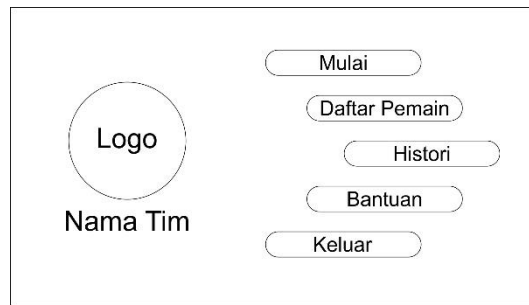 Logo
Nama Tim
Mulai
Daftar Pemain
Histori
Bantuan
Keluar